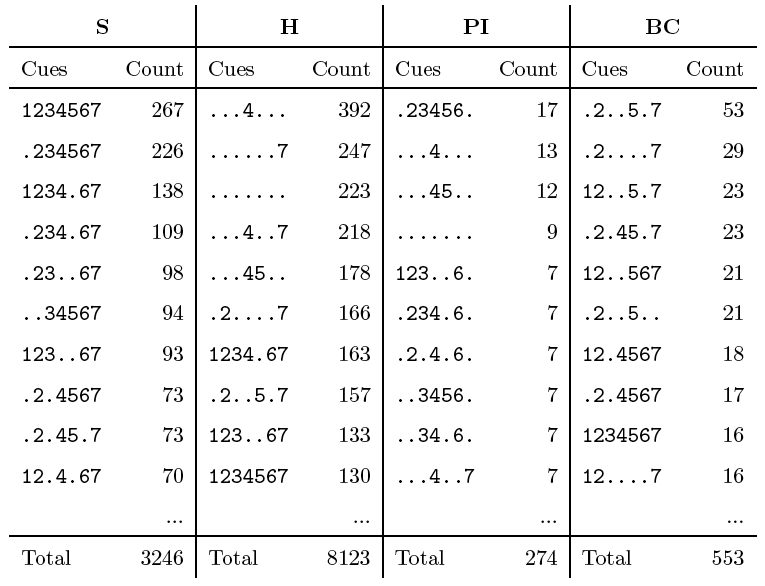 S H PI BC
Cues Count Cues Count Cues Count Cues Count
1234567 267 ...4... 392 .23456. 17 .2..5.7 53
.234567 226 ......7 247 ...4... 13 .2....7 29
1234.67 138 ....... 223 ...45.. 12 12..5.7 23
.234.67 109 ...4..7 218 ....... 9 .2.45.7 23
.23..67 98 ...45.. 178 123..6. 7 12..567 21
..34567 94 .2....7 166 .234.6. 7 .2..5.. 21
123..67 93 1234.67 163 .2.4.6. 7 12.4567 18
.2.4567 73 .2..5.7 157 ..3456. 7 .2.4567 17
.2.45.7 73 123..67 133 ..34.6. 7 1234567 16
12.4.67 70 1234567 130 ...4..7 7 12....7 16
... ... ... ...
Total 3246 Total 8123 Total 274 Total 553